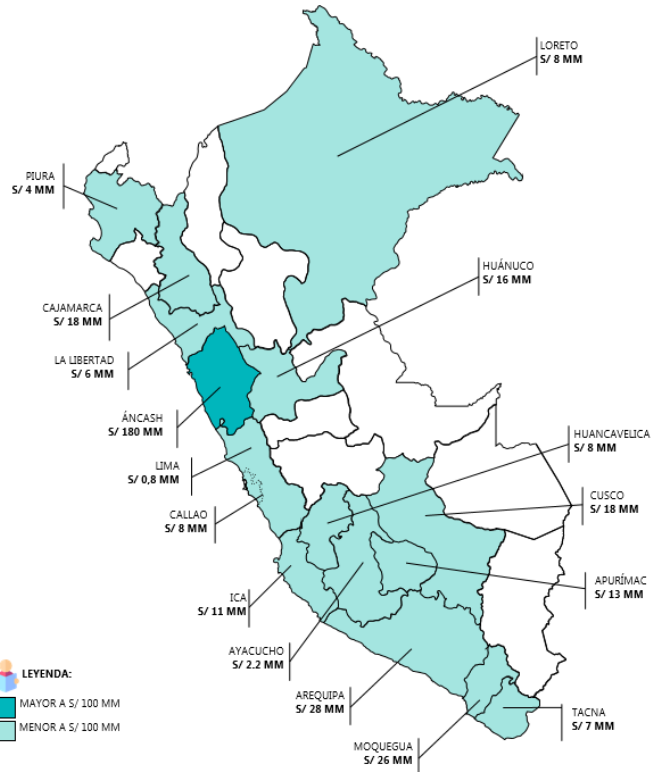 LORETO
S/ 8 MM
PIURA
S/ 4 MM
HUÁNUCO
S/ 16 MM
CAJAMARCA
S/ 18 MM
LA LIBERTAD
S/ 6 MM
ÁNCASH
S/ 180 MM
HUANCAVELICA
S/ 8 MM
LIMA
S/ 0,8 MM
CUSCO
S/ 18 MM
CALLAO
S/ 8 MM
APURÍMAC
S/ 13 MM
ICA
S/ 11 MM
AYACUCHO
S/ 2.2 MM
LEYENDA:
MAYOR A S/ 100 MM
MENOR A S/ 100 MM
AREQUIPA
S/ 28 MM
TACNA
S/ 7 MM
MOQUEGUA
S/ 26 MM